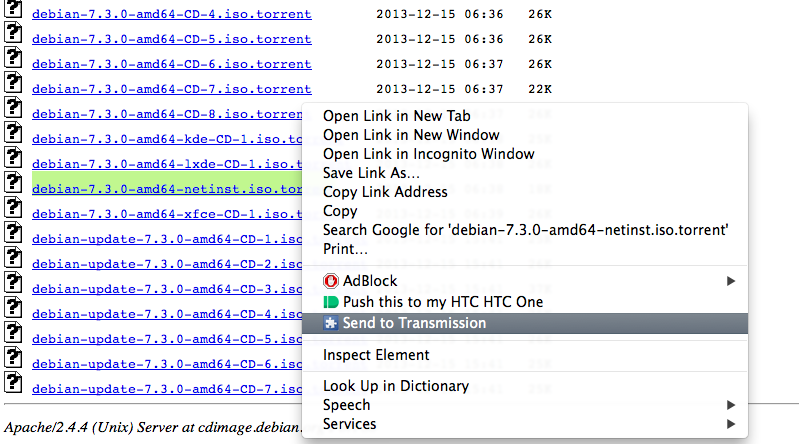 debian-7.3.0-amd64-CD-4.iso.torrent 2013-12-15 06:36 26K
debian-7.3.0-amd64-CD-5.iso.torrent 2013-12-15 06:36 26K
debian-7.3.0-amd64-CD-6.iso.torrent 2013-12-15 06:37 26K
debian-7.3.0-amd64-CD-7.iso.torrent 2013-12-15 06:37 22K
debian-7.3.0-amd64-CD-8.iso.torrent
debian-7.3.0-amd64-kde-CD-1.iso.t
debian-7.3.0-amd64-lxde-CD-1.iso.
debian-7.3.0-amd64-netinst.iso.tor
debian-7.3.0-amd64-xfce-CD-1.iso.
debian-update-7.3.0-amd64-CD-1.iso
debian-update-7.3.0-amd64-CD-2.iso
debian-update-7.3.0-amd64-CD-3.iso
debian-update-7.3.0-amd64-CD-4.iso
debian-update-7.3.0-amd64-CD-5.iso
debian-update-7.3.0-amd64-CD-6.iso
debian-update-7.3.0-amd64-CD-7.iso
Apache/2.4.4 (Unix) Server at cdimage.debian.
Open Link in New Tab
Open Link in New Window
Open Link in Incognito Window
Save Link As...
Copy Link Address
Copy
Search Google for 'debian-7.3.0-amd64-netinst.iso.torrent'
Print...
AdBlock
Push this to my HTC HTC One
Send to Transmission
Inspect Element
Look Up in Dictionary
Speech
Services